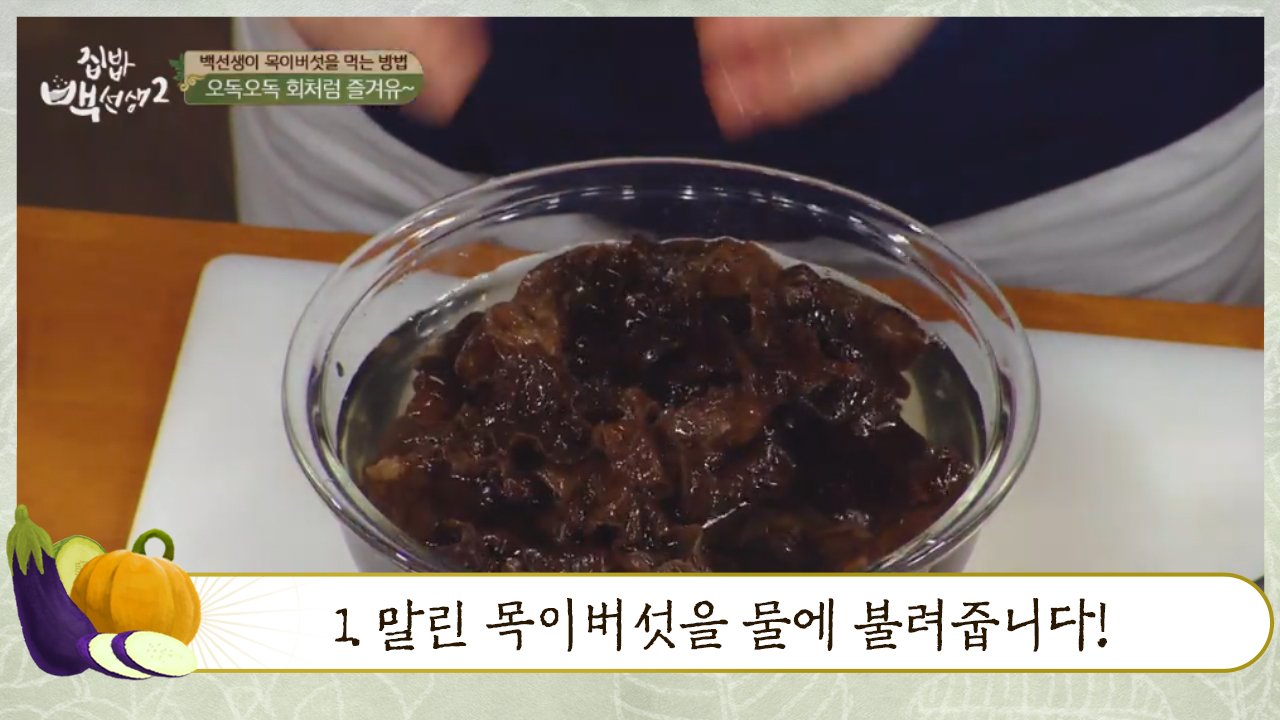 집밥
백선생2
백선생이 목이버섯을 먹는 방법
오독오독 회처럼 즐겨유~
1. 말린 목이버섯을 물에 불려줍니다!